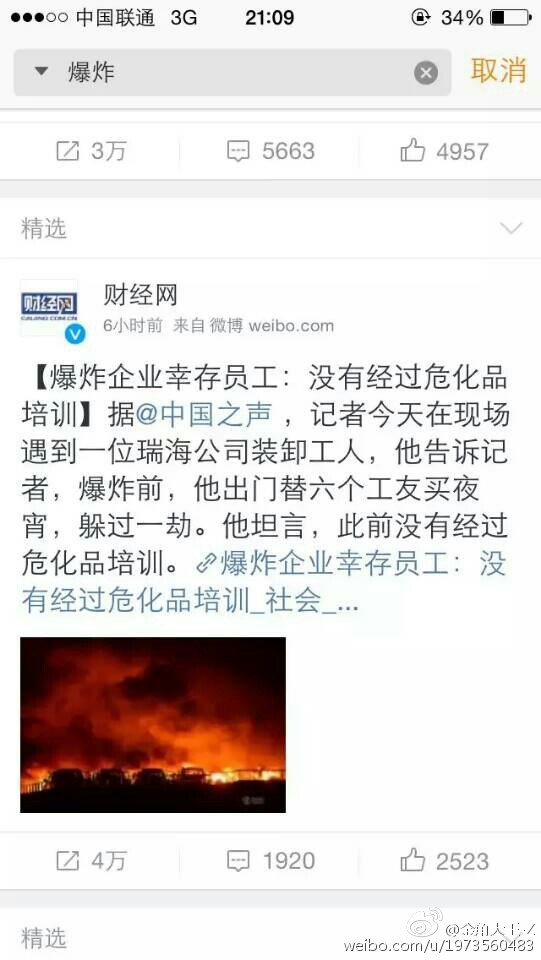 中国联通 3G 21:09 34%
爆炸 取消
3万 5663 4957
精选
财经网
CAIJING.COM.CN
6小时前 来自 微博 weibo.com
【爆炸企业幸存员工：没有经过危化品
培训】据@中国之声 ，记者今天在现场
遇到一位瑞海公司装卸工人，他告诉记
者，爆炸前，他出门替六个工友买夜
宵，躲过一劫。他坦言，此前没有经过
危化品培训。爆炸企业幸存员工：没
有经过危化品培训_社会_...
4万 1920 2523
精选
weibo.com/u/1973560483